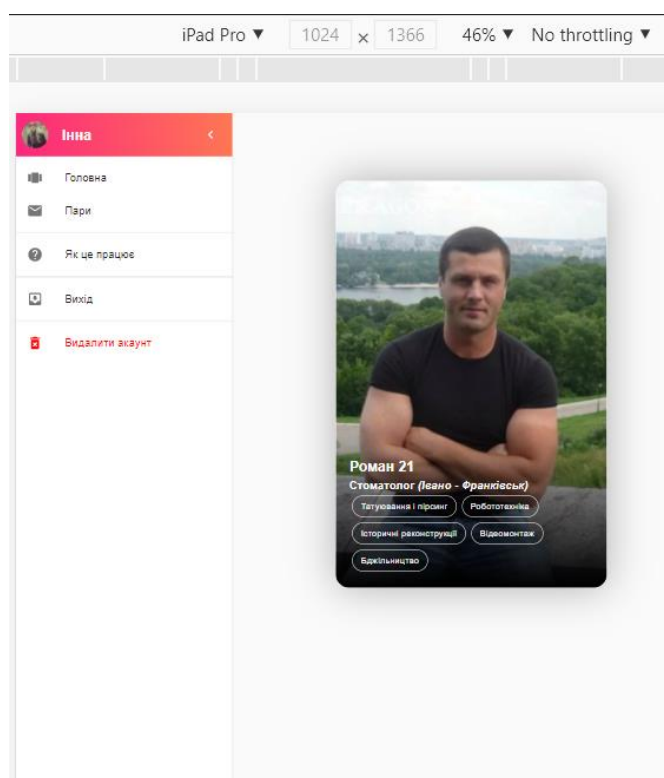 iPad Pro ▼ 1024 × 1366 46% ▼ No throttling ▼
Інна
Головна
Пари
Як це працює
Вихід
Видалити акаунт
Роман 21
Стоматолог (Івано - Франківськ)
Татуювання і пірсинг Робототехніка
Історичні реконструкції Відеомонтаж
Бджільництво